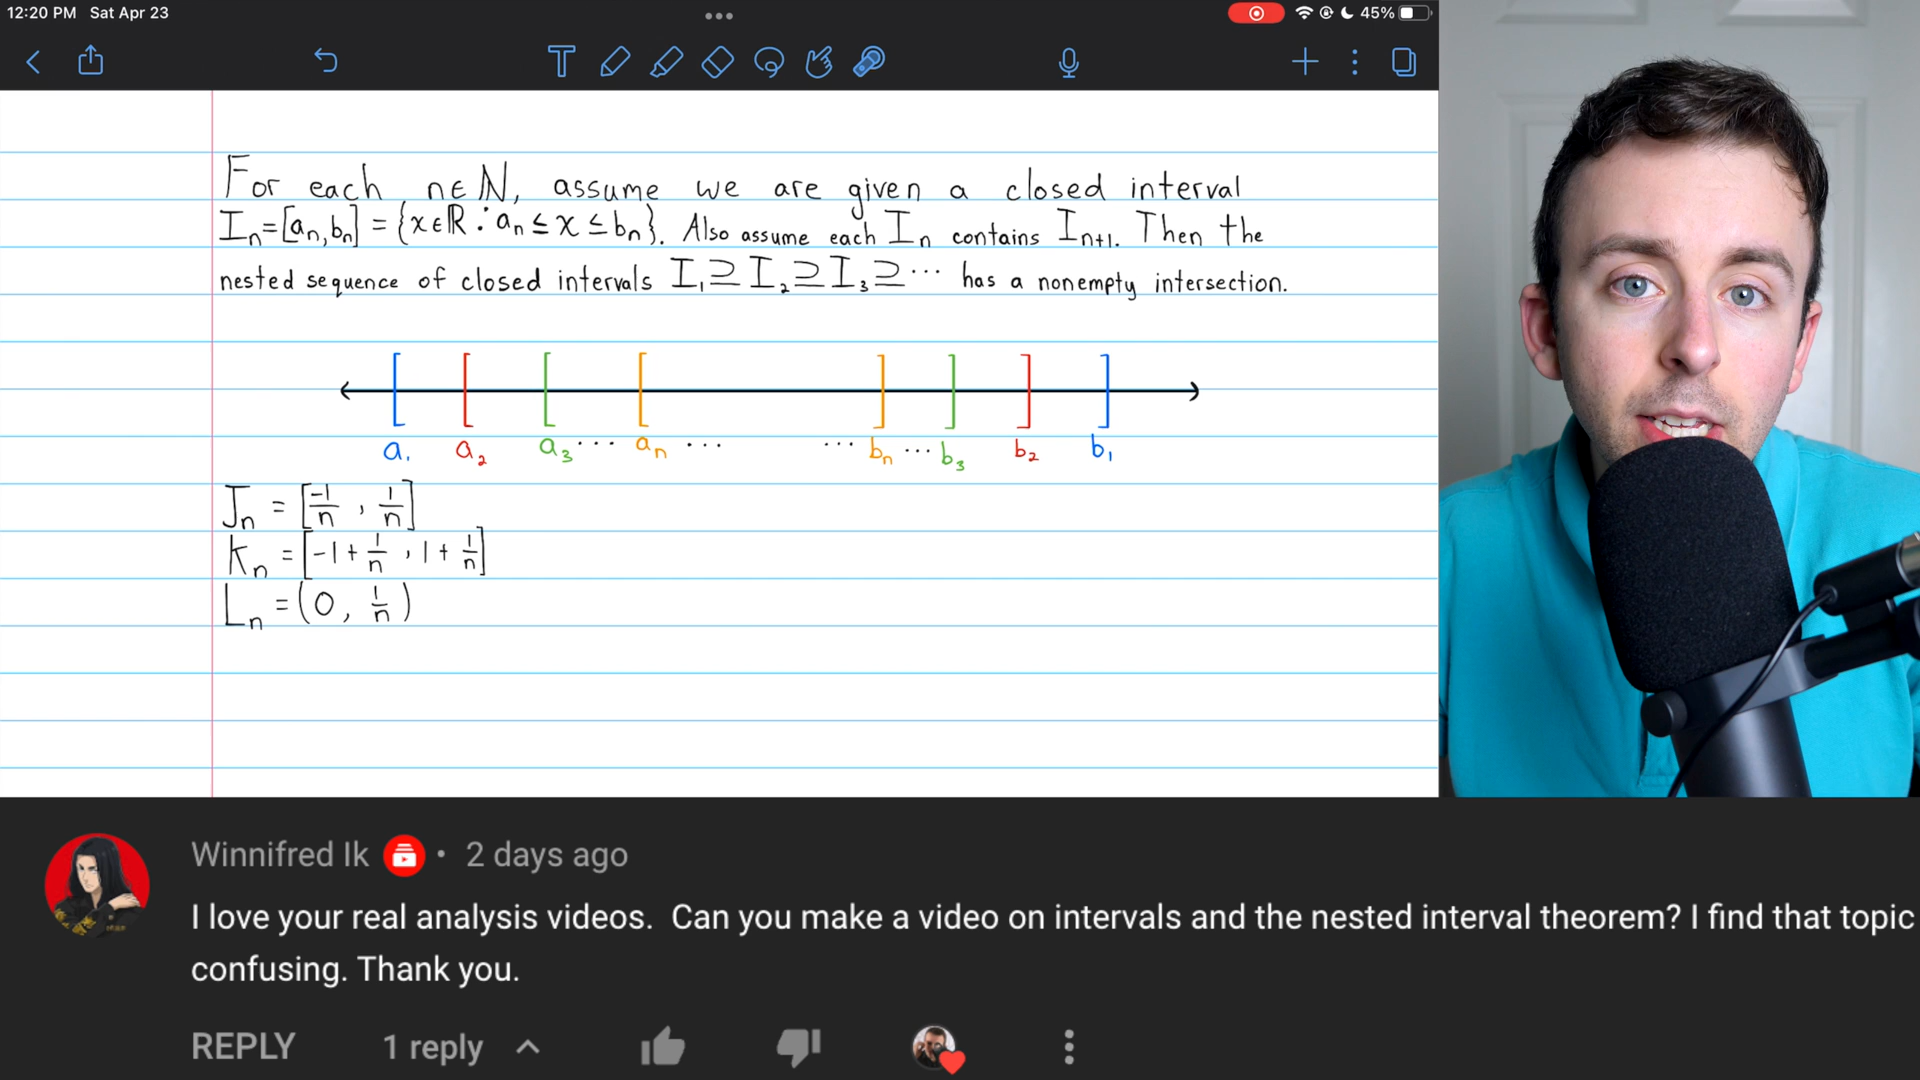 12:20 PM Sat Apr 23
45%
For each n∈ℕ, assume we are given a closed interval
Iₙ=[aₙ,bₙ] = {x∈ℝ : aₙ ≤ x ≤ bₙ}. Also assume each Iₙ contains Iₙ₊₁. Then the
nested sequence of closed intervals I₁⊇I₂⊇I₃⊇⋯ has a nonempty intersection.
[ [ [ [ ] ] ] ]
a₁ a₂ a₃ ⋯ aₙ ⋯ ⋯ bₙ ⋯ b₃ b₂ b₁
Jₙ = [-1/n , 1/n]
Kₙ = [-1+1/n , 1+1/n]
Lₙ = (0, 1/n)
Winnifred Ik • 2 days ago
I love your real analysis videos. Can you make a video on intervals and the nested interval theorem? I find that topic
confusing. Thank you.
REPLY 1 reply